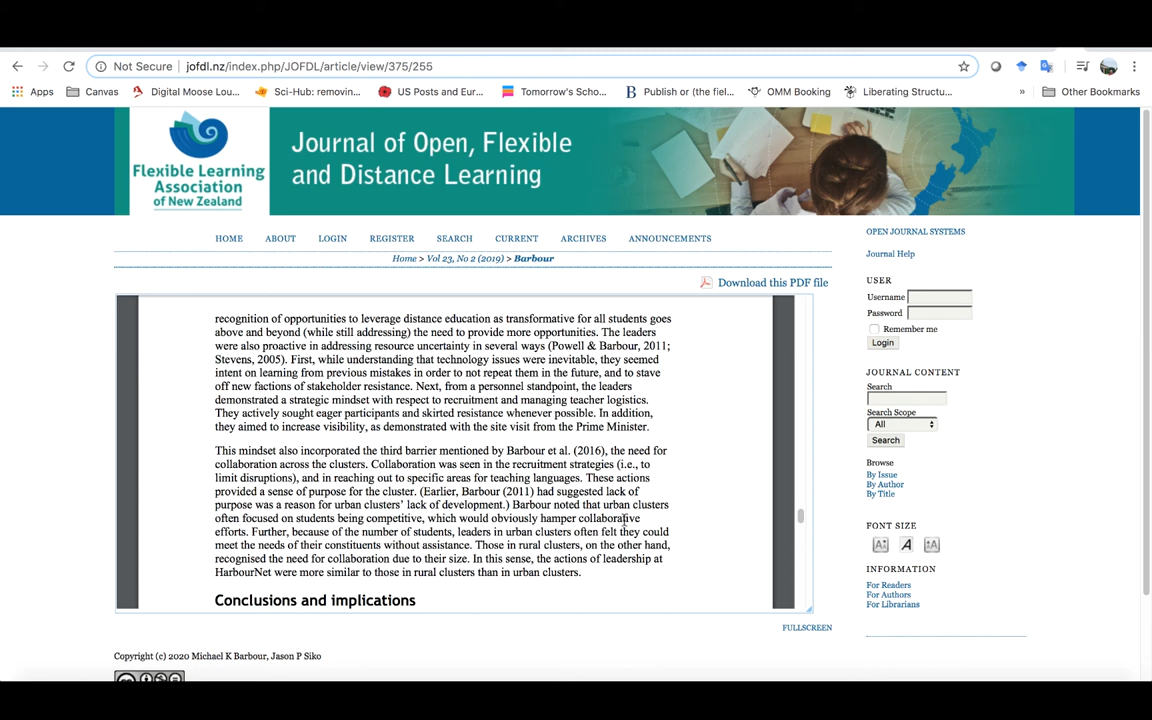 Not Secure | jofdl.nz/index.php/JOFDL/article/view/375/255
Apps Canvas Digital Moose Lou... Sci-Hub: removin... US Posts and Eur... Tomorrow's Scho... Publish or (the fiel... OMM Booking Liberating Structu... » Other Bookmarks
Flexible Learning
Association
of New Zealand
Journal of Open, Flexible
and Distance Learning
HOME ABOUT LOGIN REGISTER SEARCH CURRENT ARCHIVES ANNOUNCEMENTS
Home > Vol 23, No 2 (2019) > Barbour
Download this PDF file
recognition of opportunities to leverage distance education as transformative for all students goes
above and beyond (while still addressing) the need to provide more opportunities. The leaders
were also proactive in addressing resource uncertainty in several ways (Powell & Barbour, 2011;
Stevens, 2005). First, while understanding that technology issues were inevitable, they seemed
intent on learning from previous mistakes in order to not repeat them in the future, and to stave
off new factions of stakeholder resistance. Next, from a personnel standpoint, the leaders
demonstrated a strategic mindset with respect to recruitment and managing teacher logistics.
They actively sought eager participants and skirted resistance whenever possible. In addition,
they aimed to increase visibility, as demonstrated with the site visit from the Prime Minister.
This mindset also incorporated the third barrier mentioned by Barbour et al. (2016), the need for
collaboration across the clusters. Collaboration was seen in the recruitment strategies (i.e., to
limit disruptions), and in reaching out to specific areas for teaching languages. These actions
provided a sense of purpose for the cluster. (Earlier, Barbour (2011) had suggested lack of
purpose was a reason for urban clusters' lack of development.) Barbour noted that urban clusters
often focused on students being competitive, which would obviously hamper collaborative
efforts. Further, because of the number of students, leaders in urban clusters often felt they could
meet the needs of their constituents without assistance. Those in rural clusters, on the other hand,
recognised the need for collaboration due to their size. In this sense, the actions of leadership at
HarbourNet were more similar to those in rural clusters than in urban clusters.
Conclusions and implications
FULLSCREEN
Copyright (c) 2020 Michael K Barbour, Jason P Siko
OPEN JOURNAL SYSTEMS
Journal Help
USER
Username
Password
Remember me
Login
JOURNAL CONTENT
Search
Search Scope
All
Search
Browse
By Issue
By Author
By Title
FONT SIZE
A A A
INFORMATION
For Readers
For Authors
For Librarians